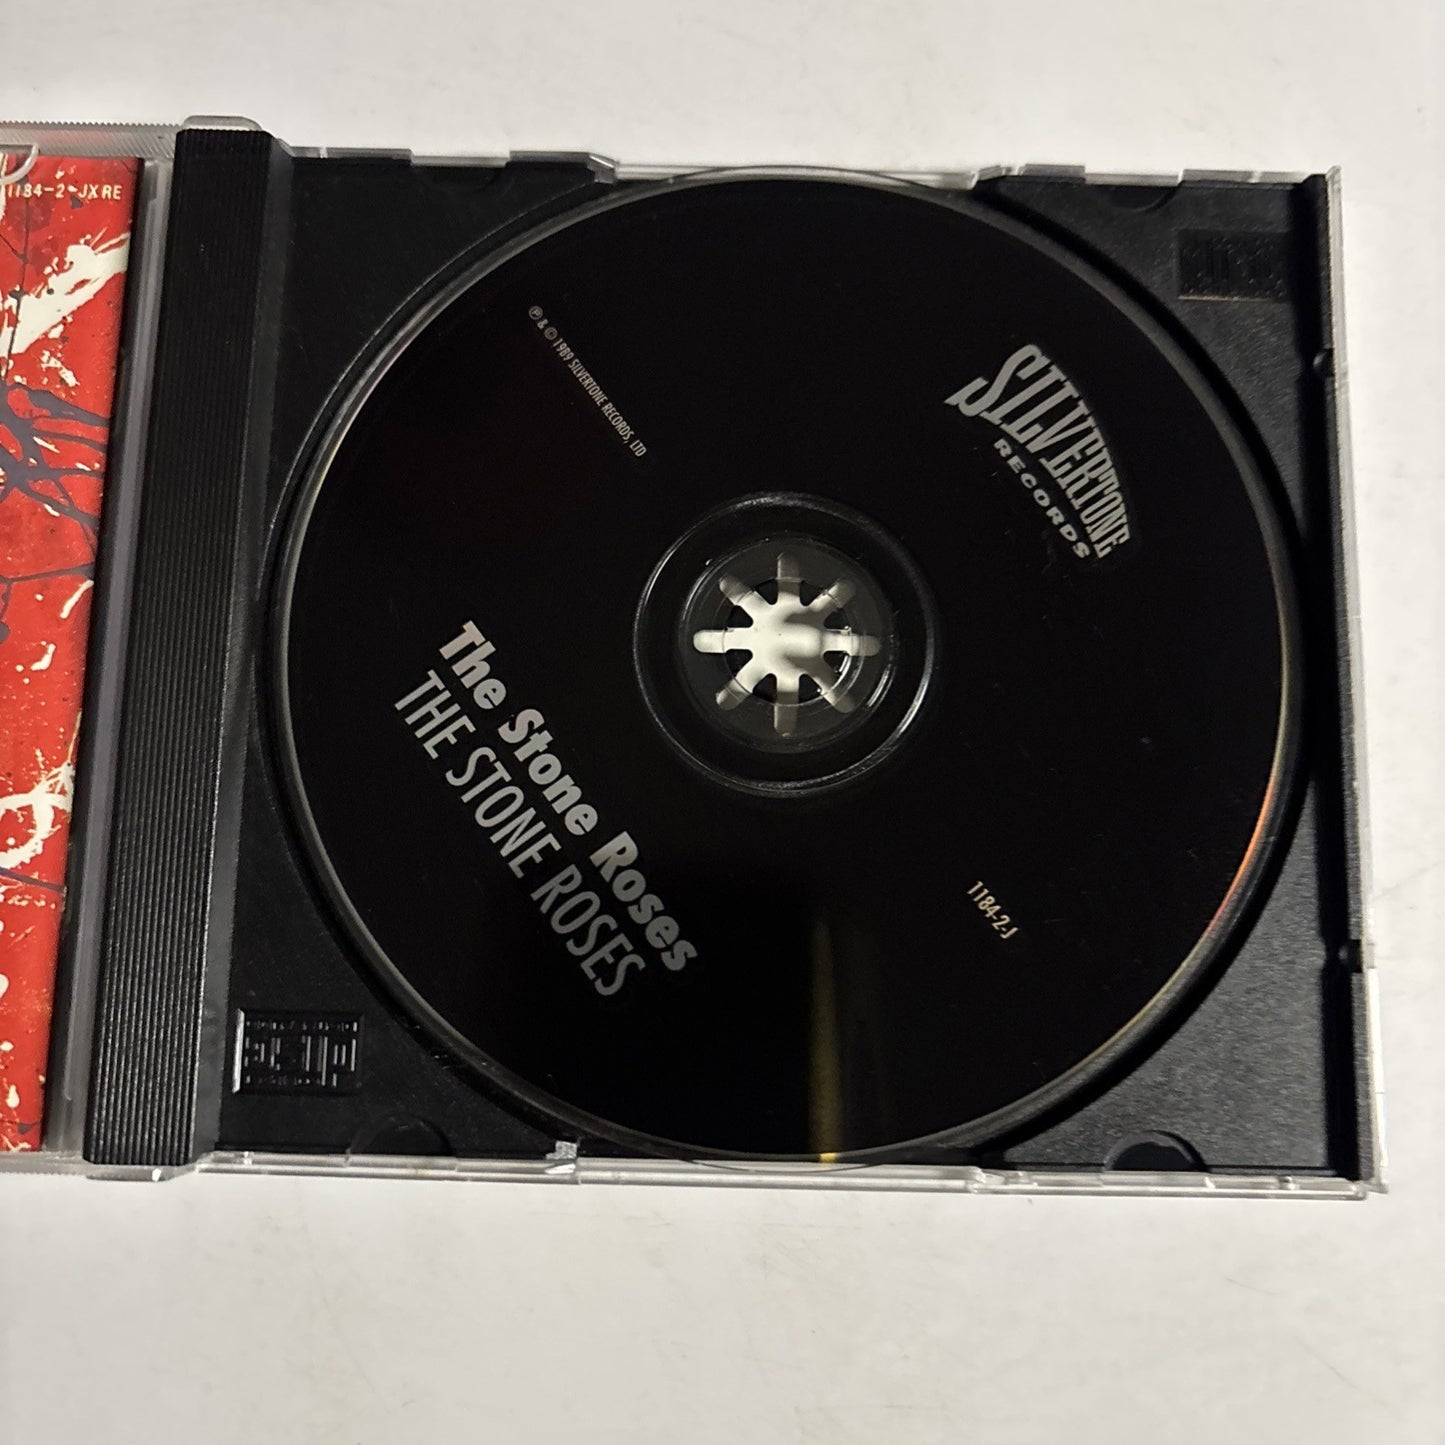 1184-2-JXRE
℗ & © 1989 SILVERTONE RECORDS, LTD
SILVERTONE
RECORDS
The Stone Roses
THE STONE ROSES
1184-2-J